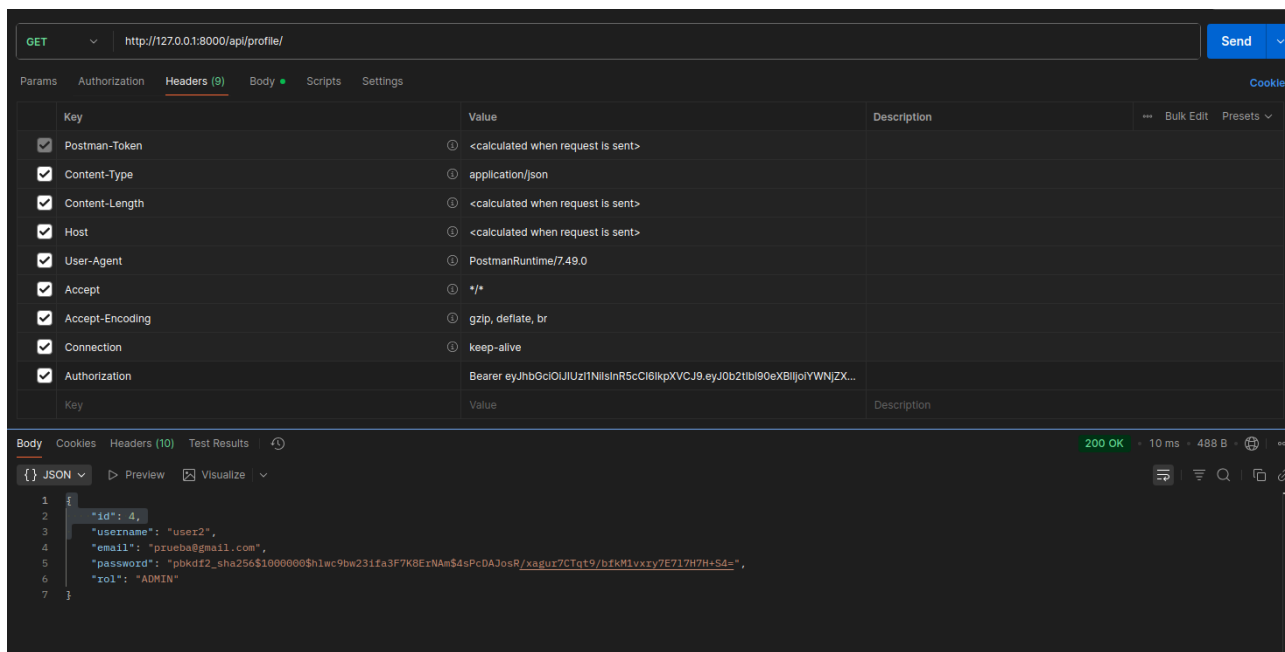 GET http://127.0.0.1:8000/api/profile/ Send
Params Authorization Headers (9) Body Scripts Settings Cookie
Key Value Description ••• Bulk Edit Presets
Postman-Token <calculated when request is sent>
Content-Type application/json
Content-Length <calculated when request is sent>
Host <calculated when request is sent>
User-Agent PostmanRuntime/7.49.0
Accept */*
Accept-Encoding gzip, deflate, br
Connection keep-alive
Authorization Bearer eyJhbGciOiJIUzI1NiIsInR5cCI6IkpXVCJ9.eyJ0b2tlbl90eXBlIjoiYWNjZX...
Key Value Description
Body Cookies Headers (10) Test Results 200 OK • 10 ms • 488 B
{} JSON Preview Visualize
1 {
2 "id": 4,
3 "username": "user2",
4 "email": "prueba@gmail.com",
5 "password": "pbkdf2_sha256$1000000$hlwc9bw23ifa3F7K8ErNAm$4sPcDAJosR/xagur7CTqt9/bfkM1vxry7E7l7H7H+S4=",
6 "rol": "ADMIN"
7 }